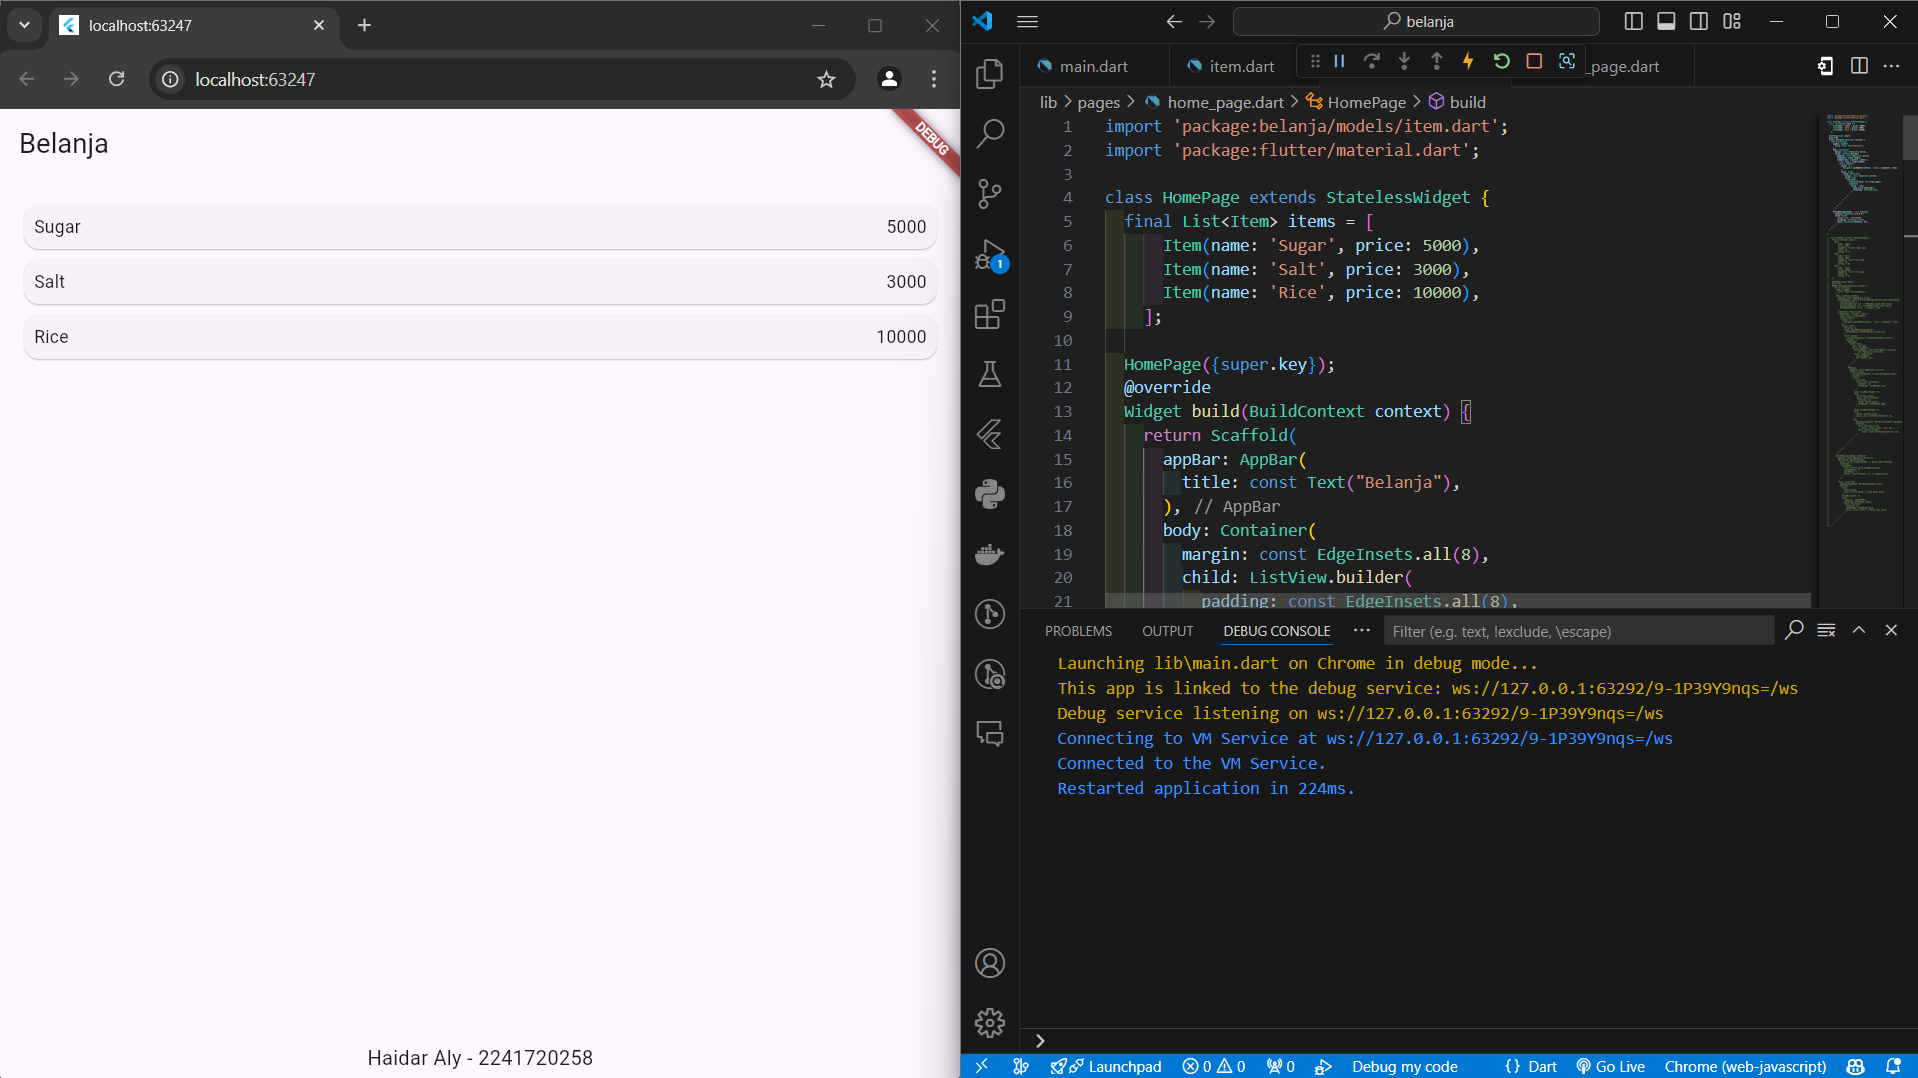 localhost:63247
localhost:63247
DEBUG
Belanja
Sugar 5000
Salt 3000
Rice 10000
Haidar Aly - 2241720258
belanja
main.dart
item.dart
_page.dart
lib > pages > home_page.dart > HomePage > build
1 import 'package:belanja/models/item.dart';
2 import 'package:flutter/material.dart';
3
4 class HomePage extends StatelessWidget {
5 final List<Item> items = [
6 Item(name: 'Sugar', price: 5000),
7 Item(name: 'Salt', price: 3000),
8 Item(name: 'Rice', price: 10000),
9 ];
10
11 HomePage({super.key});
12 @override
13 Widget build(BuildContext context) {
14 return Scaffold(
15 appBar: AppBar(
16 title: const Text("Belanja"),
17 ), // AppBar
18 body: Container(
19 margin: const EdgeInsets.all(8),
20 child: ListView.builder(
21 padding: const EdgeInsets.all(8),
1
PROBLEMS OUTPUT DEBUG CONSOLE ··· Filter (e.g. text, !exclude, \escape)
Launching lib\main.dart on Chrome in debug mode...
This app is linked to the debug service: ws://127.0.0.1:63292/9-1P39Y9nqs=/ws
Debug service listening on ws://127.0.0.1:63292/9-1P39Y9nqs=/ws
Connecting to VM Service at ws://127.0.0.1:63292/9-1P39Y9nqs=/ws
Connected to the VM Service.
Restarted application in 224ms.
>
Launchpad 0 0 0 Debug my code {} Dart Go Live Chrome (web-javascript)